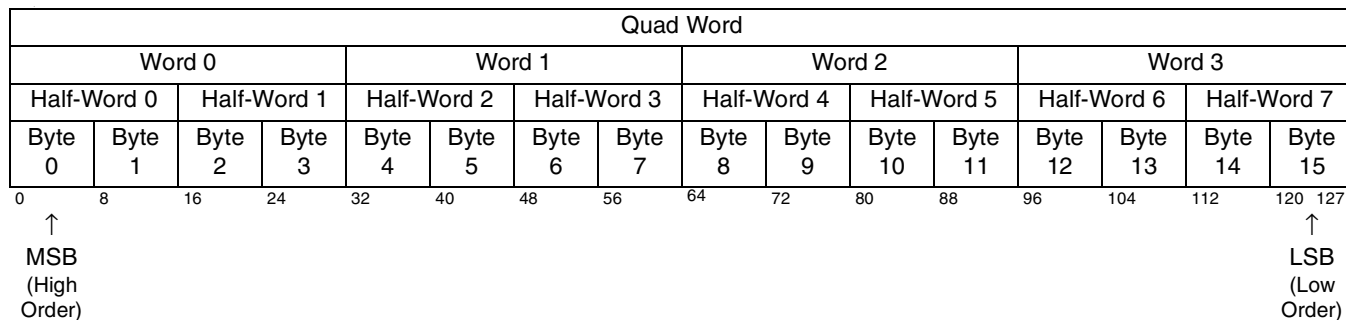 Quad Word
Word 0 Word 1 Word 2 Word 3
Half-Word 0 Half-Word 1 Half-Word 2 Half-Word 3 Half-Word 4 Half-Word 5 Half-Word 6 Half-Word 7
Byte Byte Byte Byte Byte Byte Byte Byte Byte Byte Byte Byte Byte Byte Byte Byte
0 1 2 3 4 5 6 7 8 9 10 11 12 13 14 15
0 8 16 24 32 40 48 56 64 72 80 88 96 104 112 120 127
↑ ↑
MSB LSB
(High (Low
Order) Order)